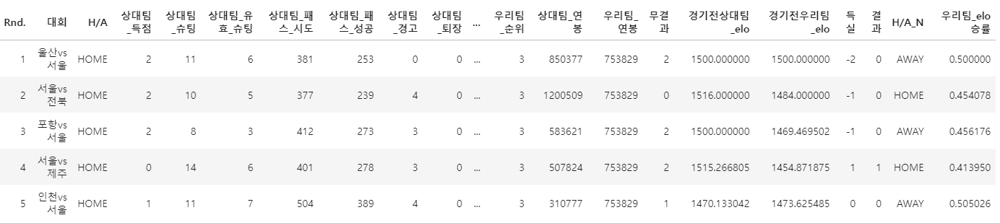 Rnd. 대회 H/A 상대팀_득점 상대팀_슈팅 상대팀_유효_슈팅 상대팀_패스_시도 상대팀_패스_성공 상대팀_경고 상대팀_퇴장 ... 우리팀_순위 상대팀_연봉 우리팀_연봉 무결과 경기전상대팀_elo 경기전우리팀_elo 득실 결과 H/A_N 우리팀_elo승률
1 울산vs서울 HOME 2 11 6 381 253 0 0 ... 3 850377 753829 2 1500.000000 1500.000000 -2 0 AWAY 0.500000
2 서울vs전북 HOME 2 10 5 377 239 4 0 ... 3 1200509 753829 0 1516.000000 1484.000000 -1 0 HOME 0.454078
3 포항vs서울 HOME 2 8 3 412 273 3 0 ... 3 583621 753829 2 1500.000000 1469.469502 -1 0 AWAY 0.456176
4 서울vs제주 HOME 0 14 6 401 278 3 0 ... 3 507824 753829 2 1515.266805 1454.871875 1 1 HOME 0.413950
5 인천vs서울 HOME 1 11 7 504 389 4 0 ... 3 310777 753829 1 1470.133042 1473.625485 0 0 AWAY 0.505026